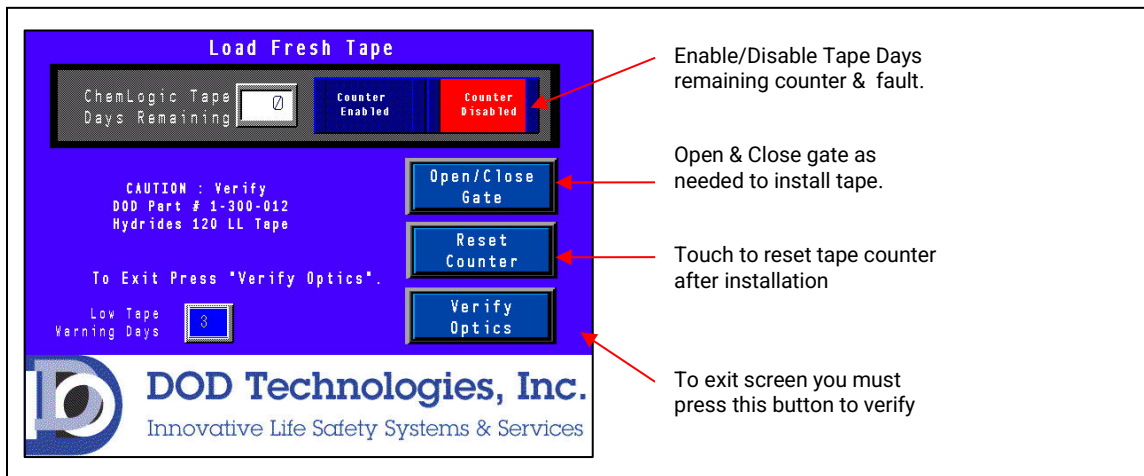 Load Fresh Tape
ChemLogic Tape
Days Remaining
0
Counter
Enabled
Counter
Disabled
CAUTION : Verify
DOD Part # 1-300-012
Hydrides 120 LL Tape
To Exit Press "Verify Optics".
Low Tape
Warning Days
3
Open/Close
Gate
Reset
Counter
Verify
Optics
DOD Technologies, Inc.
Innovative Life Safety Systems & Services
Enable/Disable Tape Days
remaining counter & fault.
Open & Close gate as
needed to install tape.
Touch to reset tape counter
after installation
To exit screen you must
press this button to verify